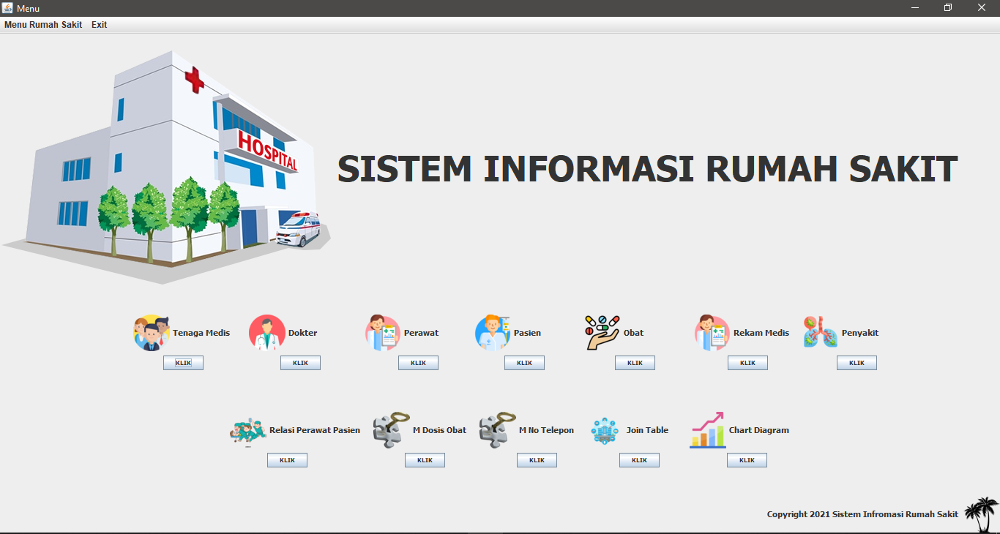 Menu
Menu Rumah Sakit Exit
HOSPITAL
SISTEM INFORMASI RUMAH SAKIT
Tenaga Medis Dokter Perawat Pasien Obat Rekam Medis Penyakit
KLIK KLIK KLIK KLIK KLIK KLIK KLIK
Relasi Perawat Pasien M Dosis Obat M No Telepon Join Table Chart Diagram
KLIK KLIK KLIK KLIK KLIK
Copyright 2021 Sistem Infromasi Rumah Sakit